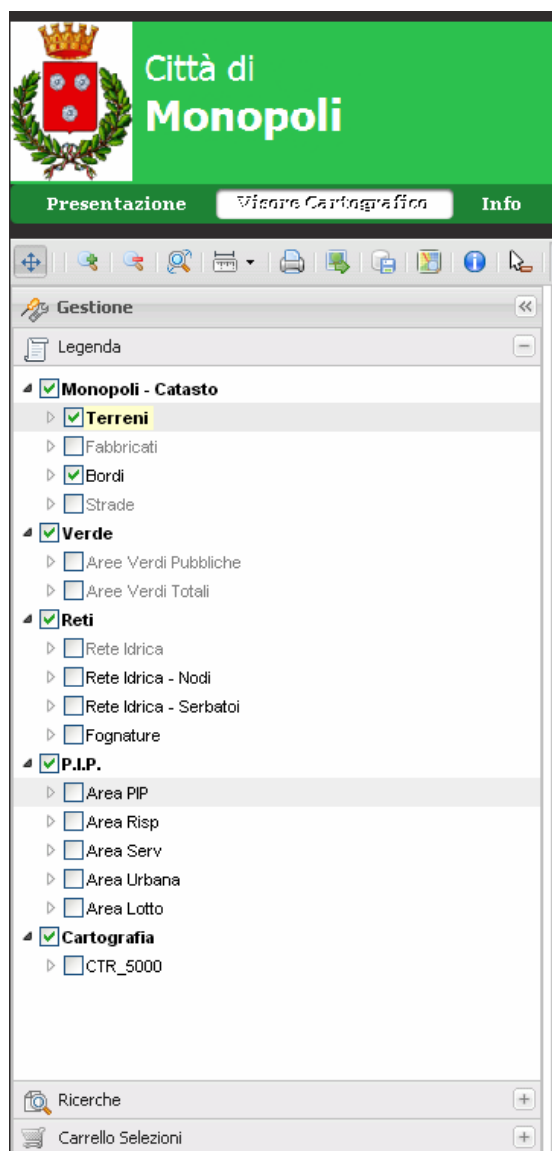 Città di
Monopoli
Presentazione Visore Cartografico Info
Gestione
Legenda
Monopoli - Catasto
Terreni
Fabbricati
Bordi
Strade
Verde
Aree Verdi Pubbliche
Aree Verdi Totali
Reti
Rete Idrica
Rete Idrica - Nodi
Rete Idrica - Serbatoi
Fognature
P.I.P.
Area PIP
Area Risp
Area Serv
Area Urbana
Area Lotto
Cartografia
CTR_5000
Ricerche
Carrello Selezioni